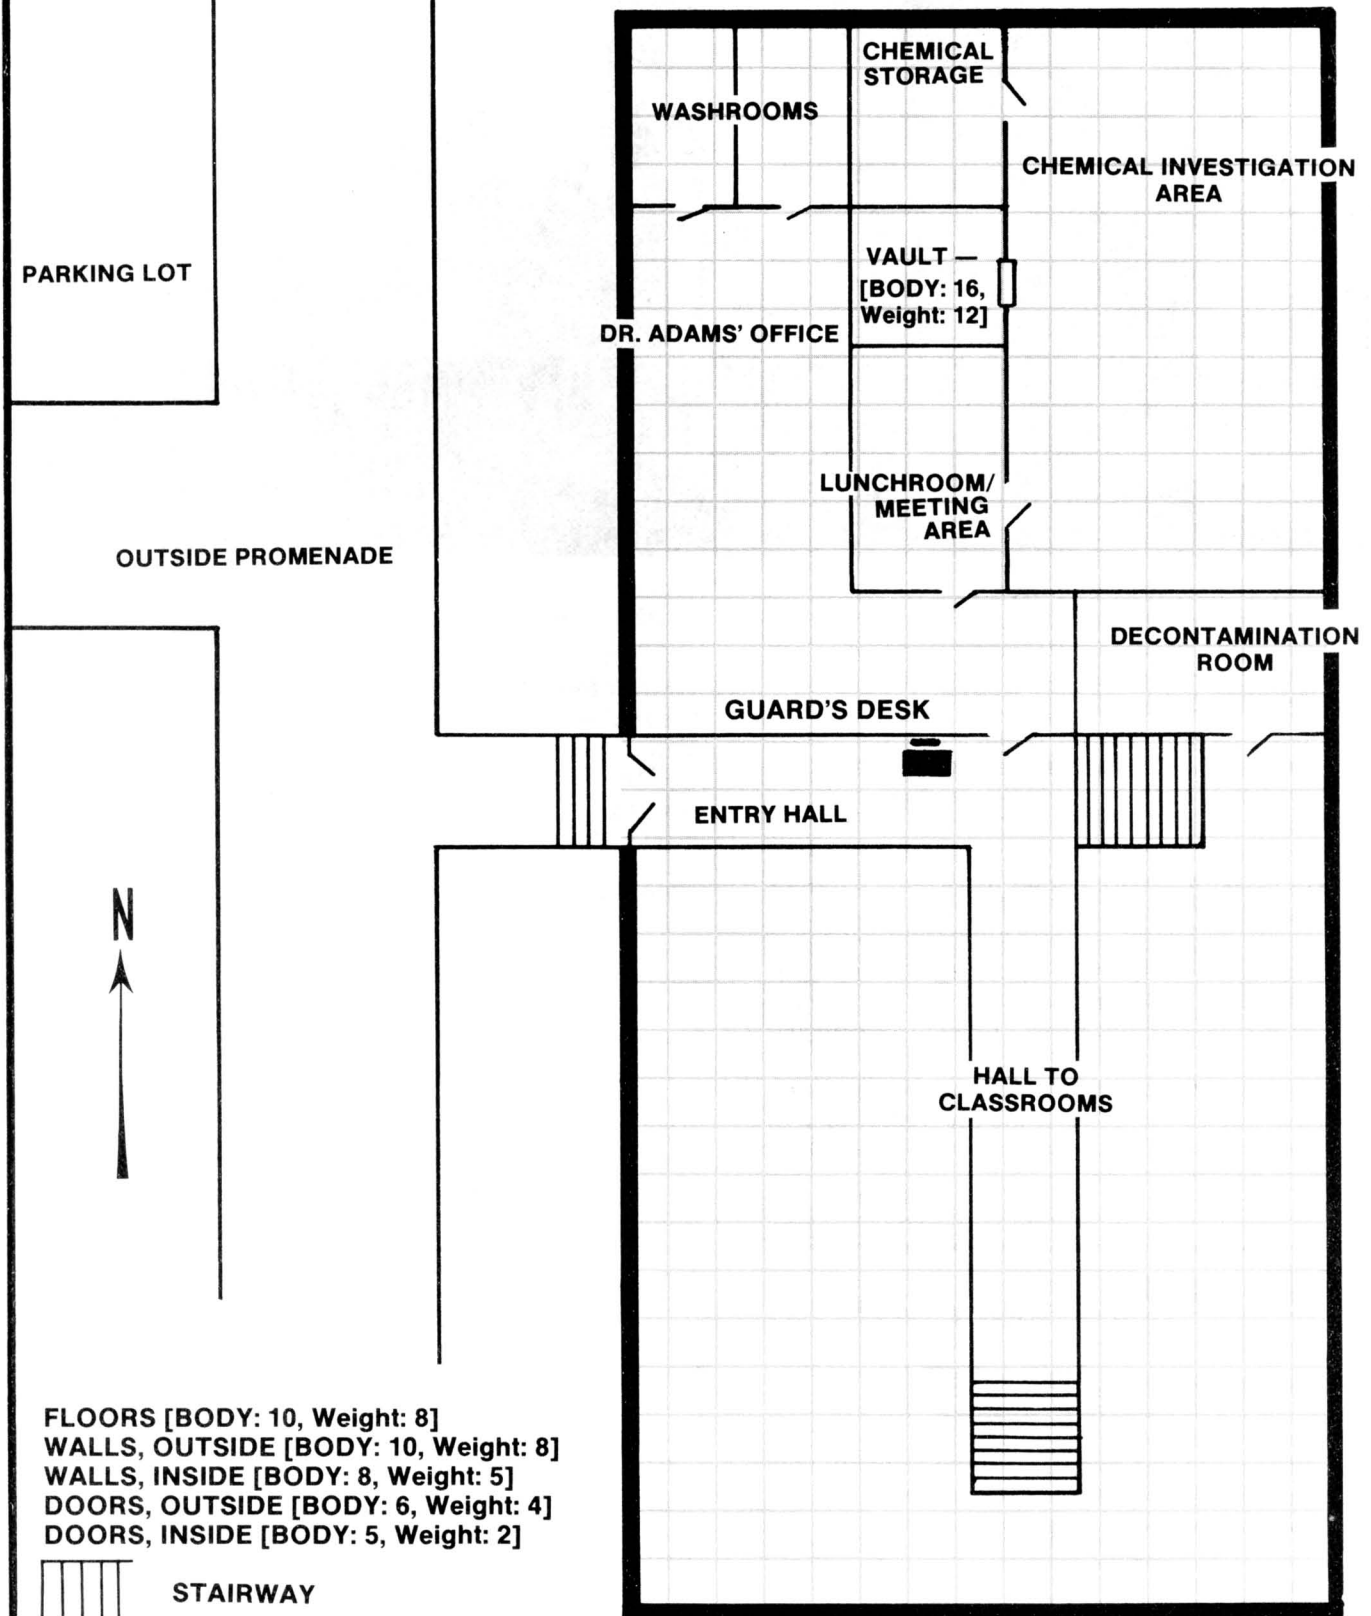 CHEMICAL
STORAGE
WASHROOMS
CHEMICAL INVESTIGATION
AREA
VAULT —
[BODY: 16,
Weight: 12]
PARKING LOT
DR. ADAMS’ OFFICE
LUNCHROOM/
MEETING
AREA
OUTSIDE PROMENADE
DECONTAMINATION
ROOM
GUARD’S DESK
ENTRY HALL
N
HALL TO
CLASSROOMS
FLOORS [BODY: 10, Weight: 8]
WALLS, OUTSIDE [BODY: 10, Weight: 8]
WALLS, INSIDE [BODY: 8, Weight: 5]
DOORS, OUTSIDE [BODY: 6, Weight: 4]
DOORS, INSIDE [BODY: 5, Weight: 2]
STAIRWAY